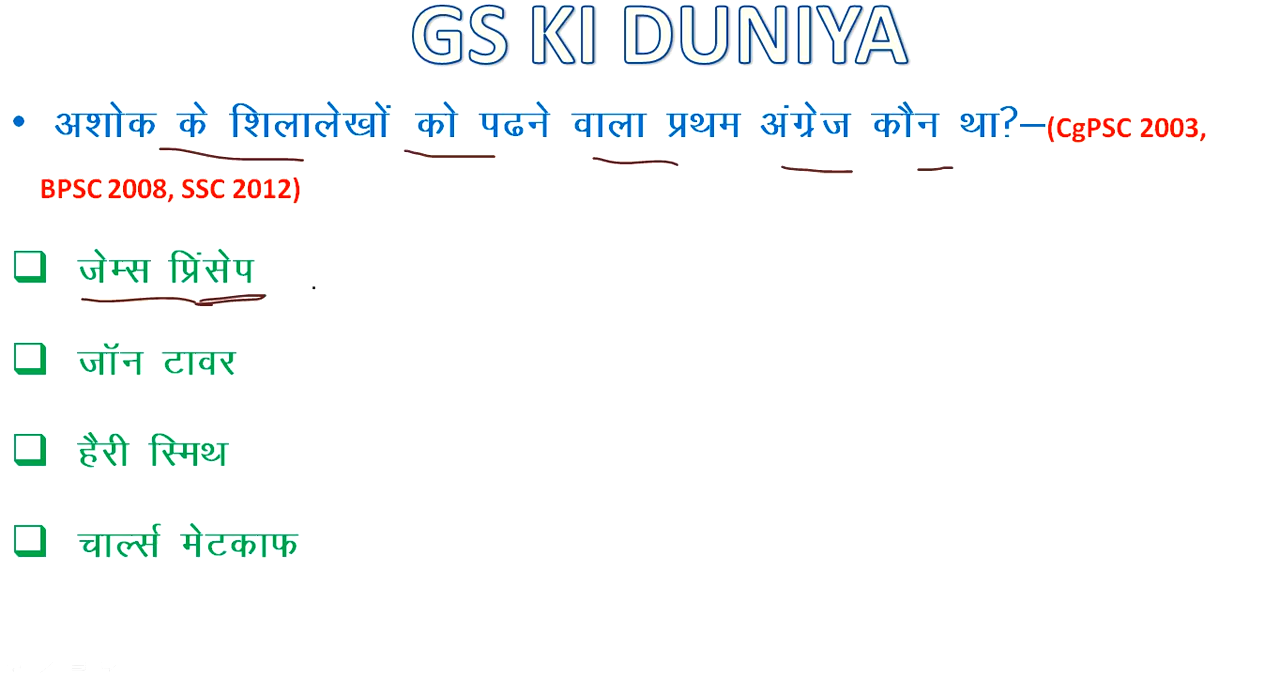 GS KI DUNIYA
• अशोक के शिलालेखों को पढने वाला प्रथम अंग्रेज कौन था?–(CgPSC 2003,
BPSC 2008, SSC 2012)
❑ जेम्स प्रिंसेप
❑ जॉन टावर
❑ हैरी स्मिथ
❑ चार्ल्स मेटकाफ